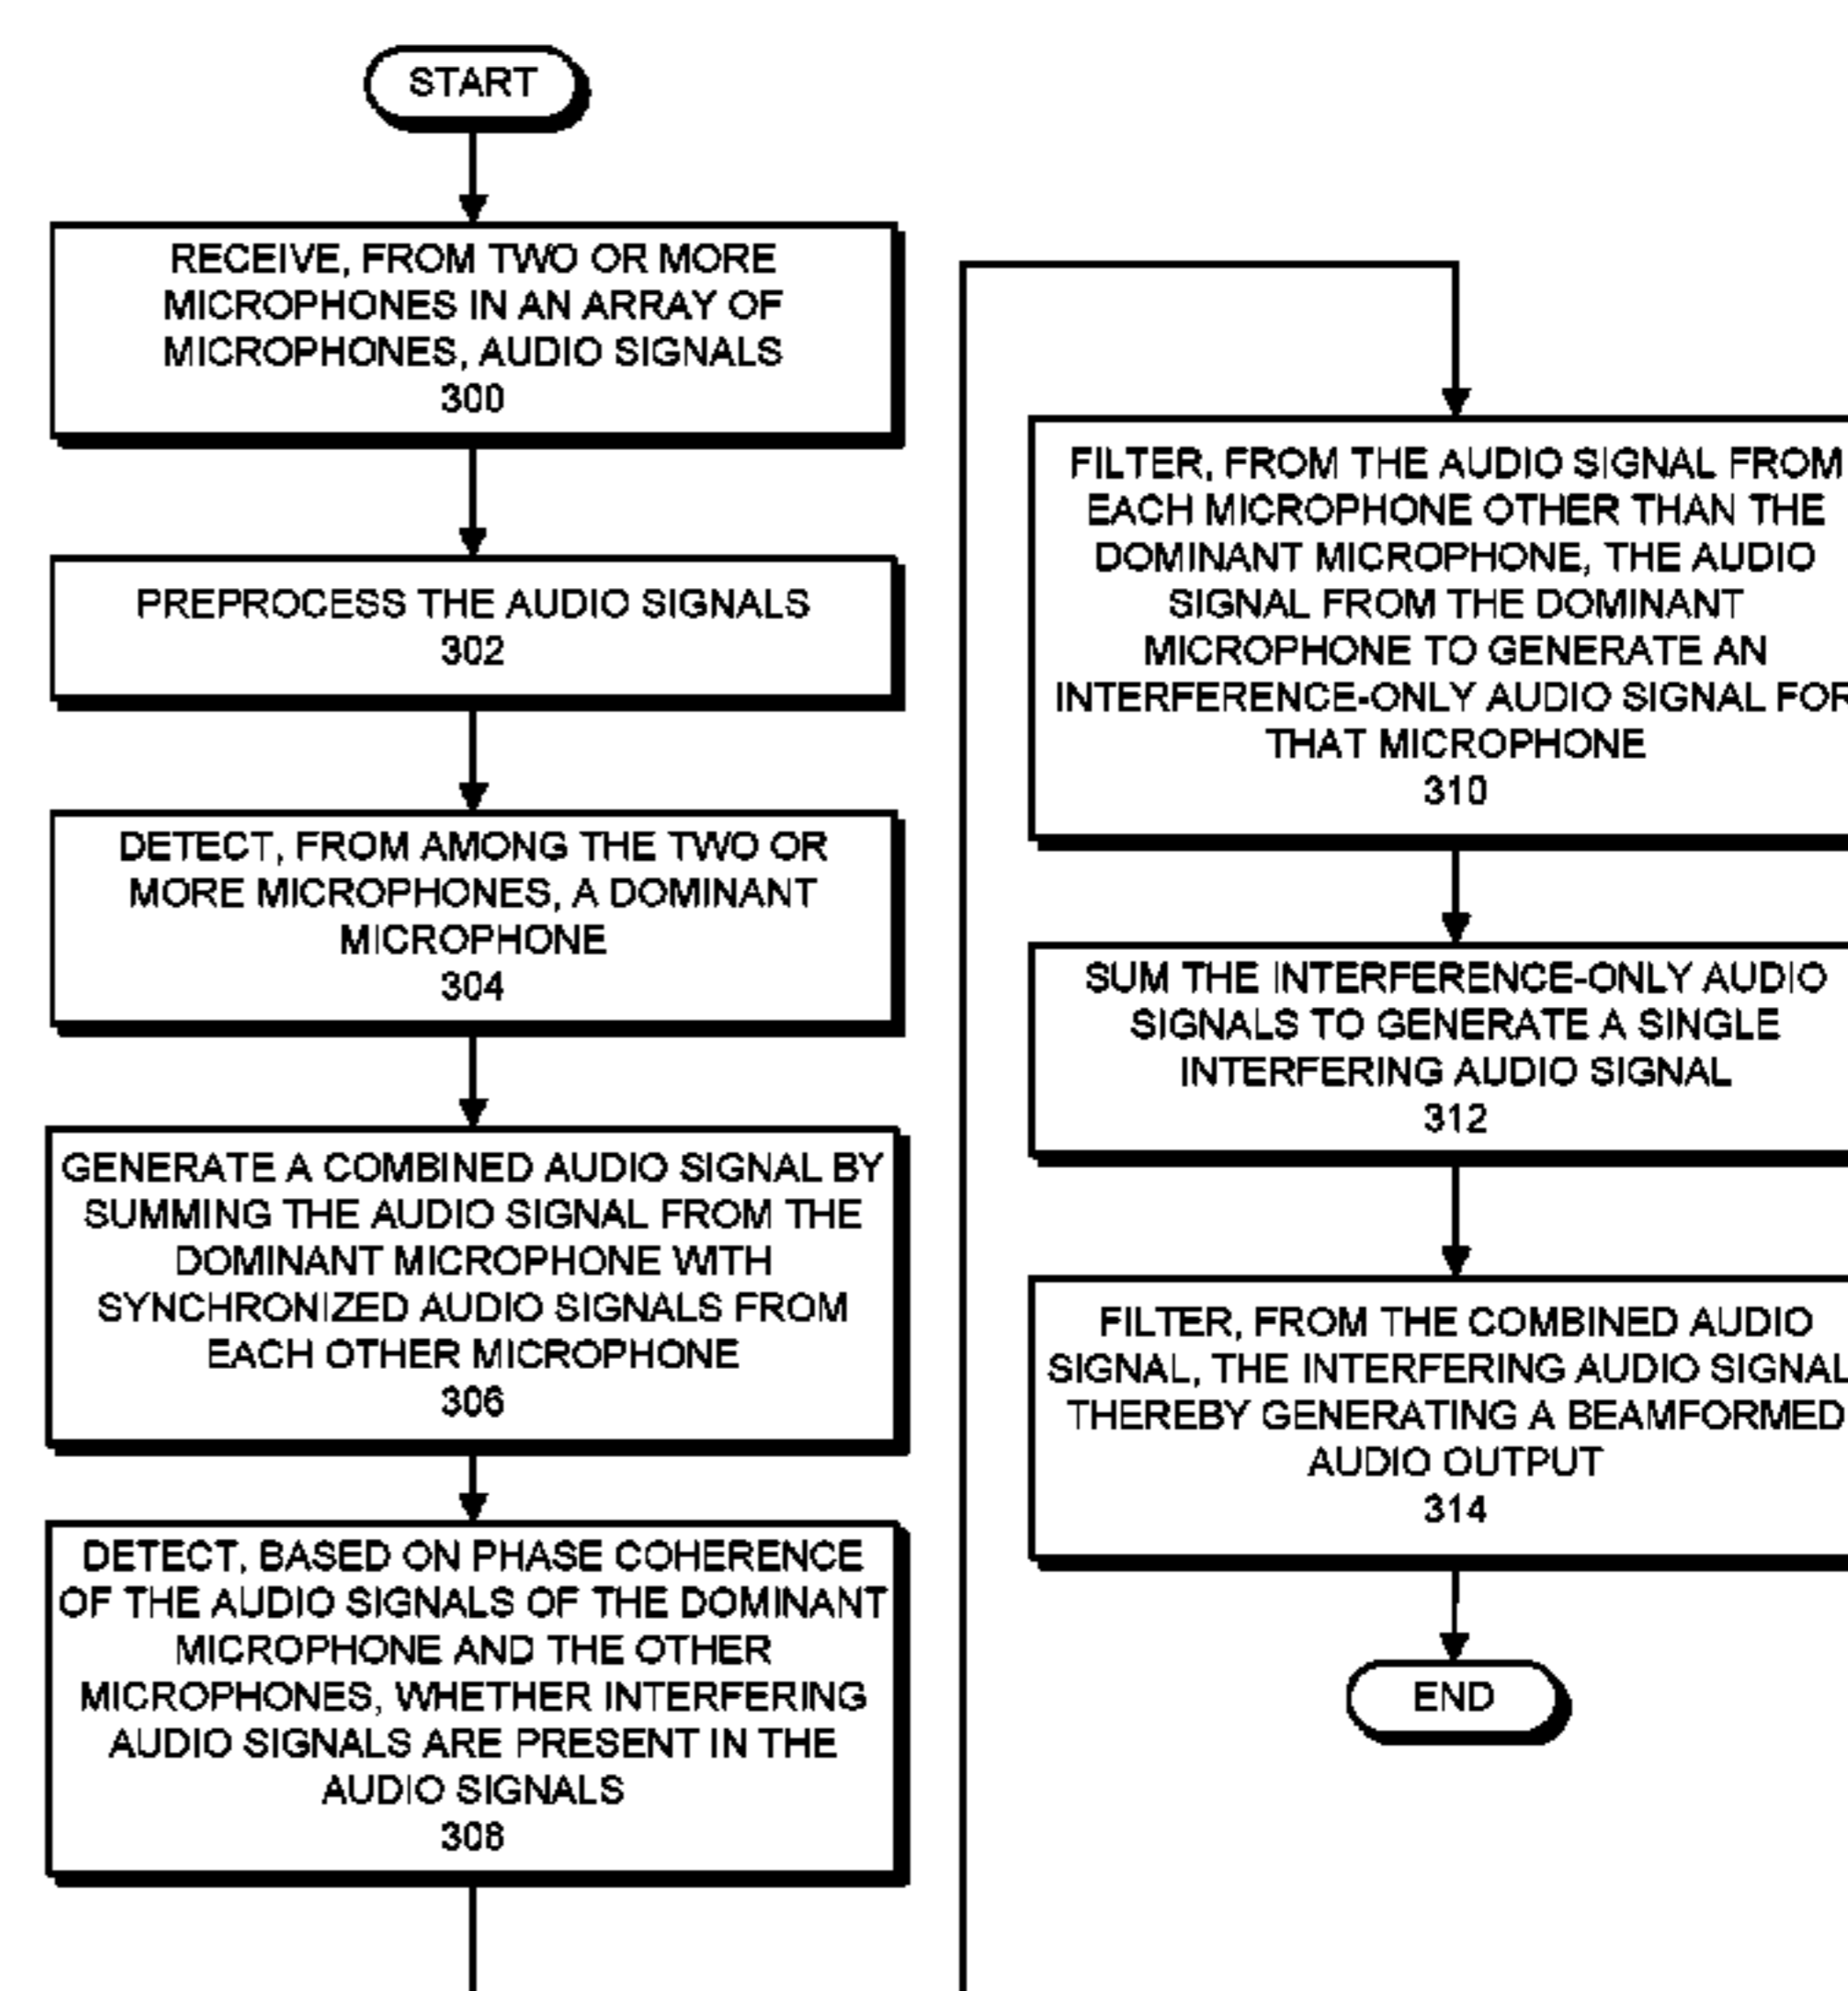 START
RECEIVE, FROM TWO OR MORE
MICROPHONES IN AN ARRAY OF
MICROPHONES, AUDIO SIGNALS
300
PREPROCESS THE AUDIO SIGNALS
302
DETECT, FROM AMONG THE TWO OR
MORE MICROPHONES, A DOMINANT
MICROPHONE
304
GENERATE A COMBINED AUDIO SIGNAL BY
SUMMING THE AUDIO SIGNAL FROM THE
DOMINANT MICROPHONE WITH
SYNCHRONIZED AUDIO SIGNALS FROM
EACH OTHER MICROPHONE
306
DETECT, BASED ON PHASE COHERENCE
OF THE AUDIO SIGNALS OF THE DOMINANT
MICROPHONE AND THE OTHER
MICROPHONES, WHETHER INTERFERING
AUDIO SIGNALS ARE PRESENT IN THE
AUDIO SIGNALS
308
FILTER, FROM THE AUDIO SIGNAL FROM
EACH MICROPHONE OTHER THAN THE
DOMINANT MICROPHONE, THE AUDIO
SIGNAL FROM THE DOMINANT
MICROPHONE TO GENERATE AN
INTERFERENCE-ONLY AUDIO SIGNAL FOR
THAT MICROPHONE
310
SUM THE INTERFERENCE-ONLY AUDIO
SIGNALS TO GENERATE A SINGLE
INTERFERING AUDIO SIGNAL
312
FILTER, FROM THE COMBINED AUDIO
SIGNAL, THE INTERFERING AUDIO SIGNAL
THEREBY GENERATING A BEAMFORMED
AUDIO OUTPUT
314
END